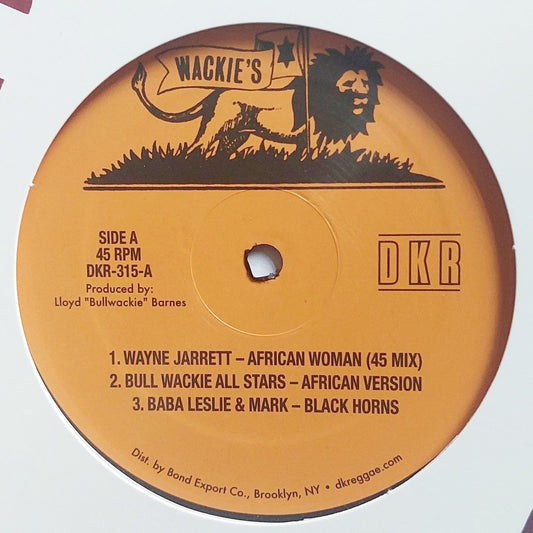 WACKIE'S
SIDE A
45 RPM
DKR-315-A
Produced by:
Lloyd "Bullwackie" Barnes
DKR
1. WAYNE JARRETT – AFRICAN WOMAN (45 MIX)
2. BULL WACKIE ALL STARS – AFRICAN VERSION
3. BABA LESLIE & MARK – BLACK HORNS
Dist. by Bond Export Co., Brooklyn, NY • dkreggae.com